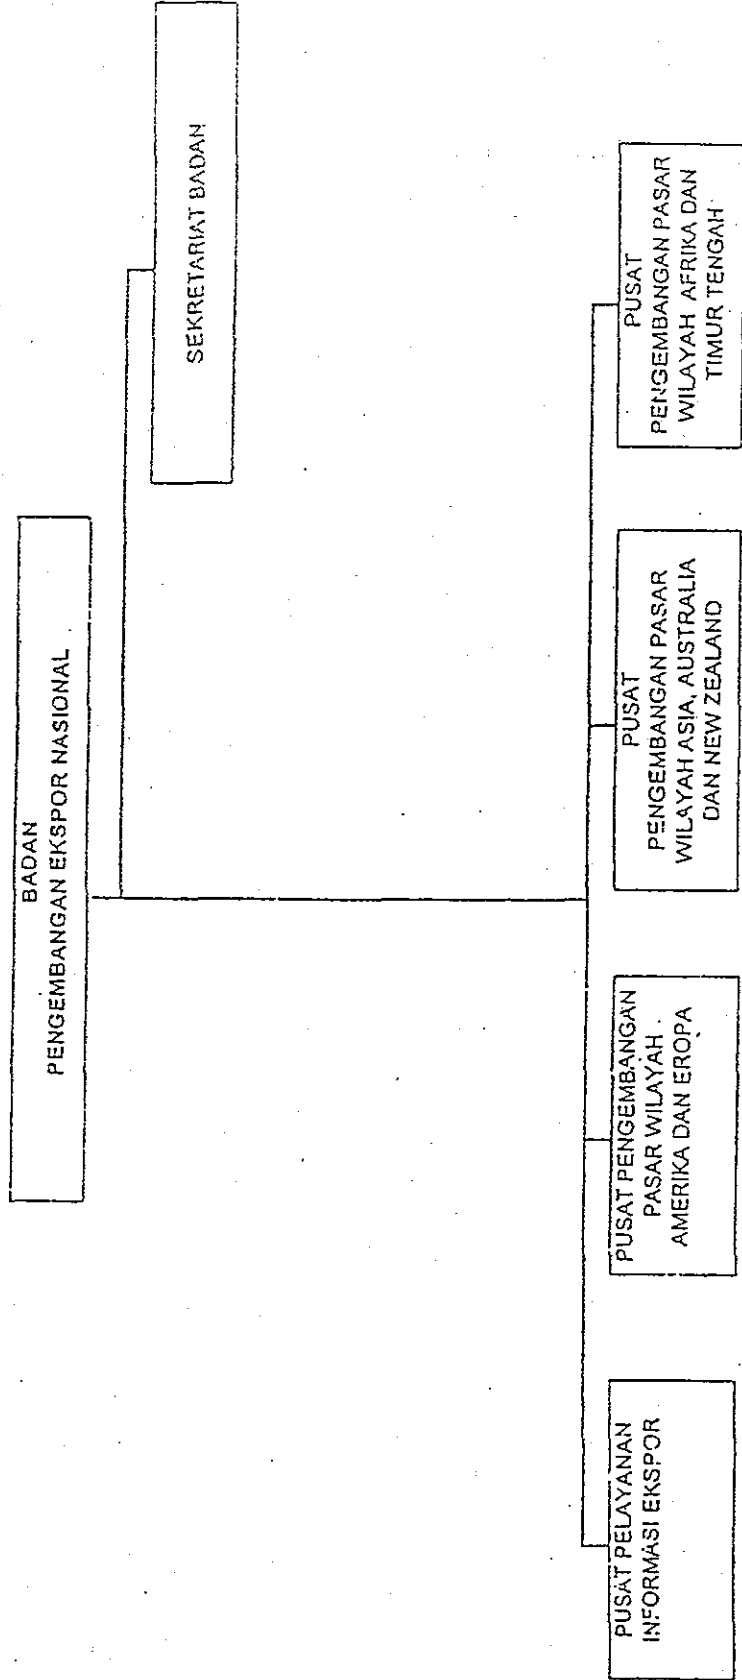 BADAN
PENGEMBANGAN EKSPOR NASIONAL
SEKRETARIAT BADAN
PUSAT PELAYANAN
INFORMASI EKSPOR
PUSAT PENGEMBANGAN
PASAR WILAYAH
AMERIKA DAN EROPA
PUSAT
PENGEMBANGAN PASAR
WILAYAH ASIA, AUSTRALIA
DAN NEW ZEALAND
PUSAT
PENGEMBANGAN PASAR
WILAYAH AFRIKA DAN
TIMUR TENGAH